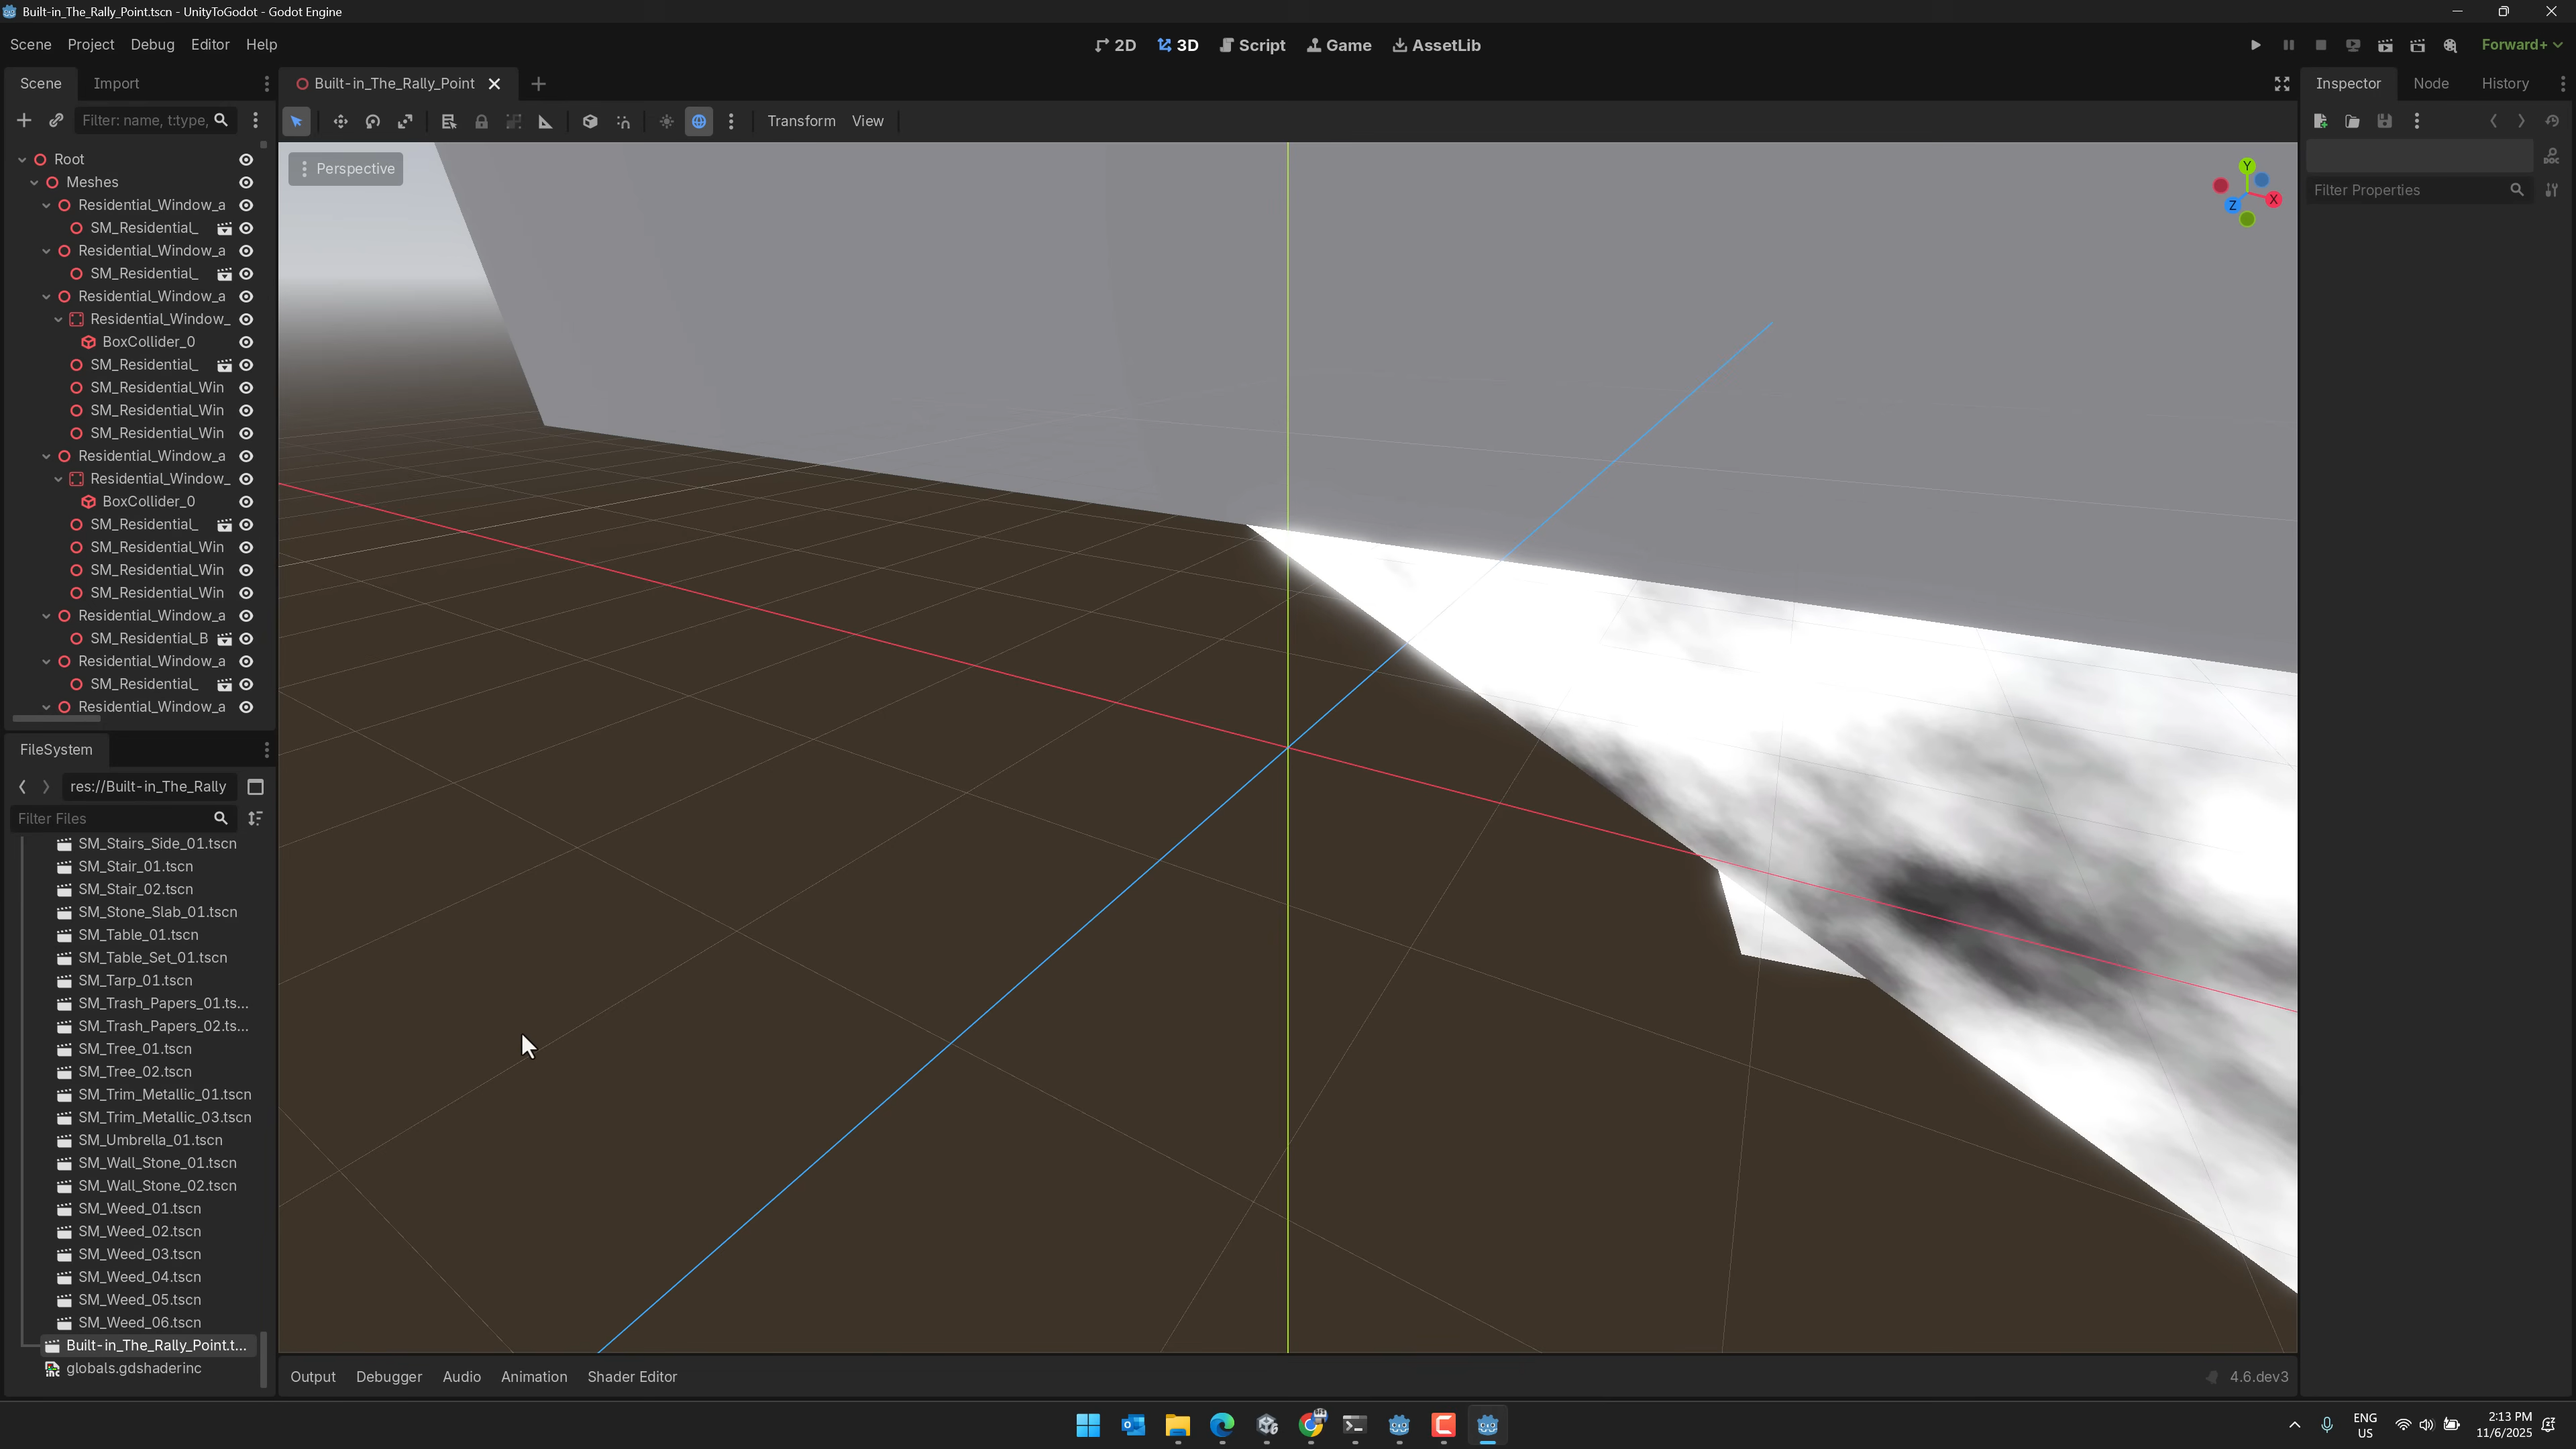 Built-in_The_Rally_Point.tscn - UnityToGodot - Godot Engine
Scene Project Debug Editor Help
2D 3D Script Game AssetLib
Forward+
Scene Import
Built-in_The_Rally_Point
Inspector Node History
Filter: name, t:type,
Transform View
Perspective
Y
X
Z
Filter Properties
Root
Meshes
Residential_Window_a
SM_Residential_
Residential_Window_a
SM_Residential_
Residential_Window_a
Residential_Window_
BoxCollider_0
SM_Residential_
SM_Residential_Win
SM_Residential_Win
SM_Residential_Win
Residential_Window_a
Residential_Window_
BoxCollider_0
SM_Residential_
SM_Residential_Win
SM_Residential_Win
SM_Residential_Win
Residential_Window_a
SM_Residential_B
Residential_Window_a
SM_Residential_
Residential_Window_a
FileSystem
res://Built-in_The_Rally
Filter Files
SM_Stairs_Side_01.tscn
SM_Stair_01.tscn
SM_Stair_02.tscn
SM_Stone_Slab_01.tscn
SM_Table_01.tscn
SM_Table_Set_01.tscn
SM_Tarp_01.tscn
SM_Trash_Papers_01.ts...
SM_Trash_Papers_02.ts...
SM_Tree_01.tscn
SM_Tree_02.tscn
SM_Trim_Metallic_01.tscn
SM_Trim_Metallic_03.tscn
SM_Umbrella_01.tscn
SM_Wall_Stone_01.tscn
SM_Wall_Stone_02.tscn
SM_Weed_01.tscn
SM_Weed_02.tscn
SM_Weed_03.tscn
SM_Weed_04.tscn
SM_Weed_05.tscn
SM_Weed_06.tscn
Built-in_The_Rally_Point.t...
globals.gdshaderinc
Output Debugger Audio Animation Shader Editor
4.6.dev3
ENG
US
2:13 PM
11/6/2025